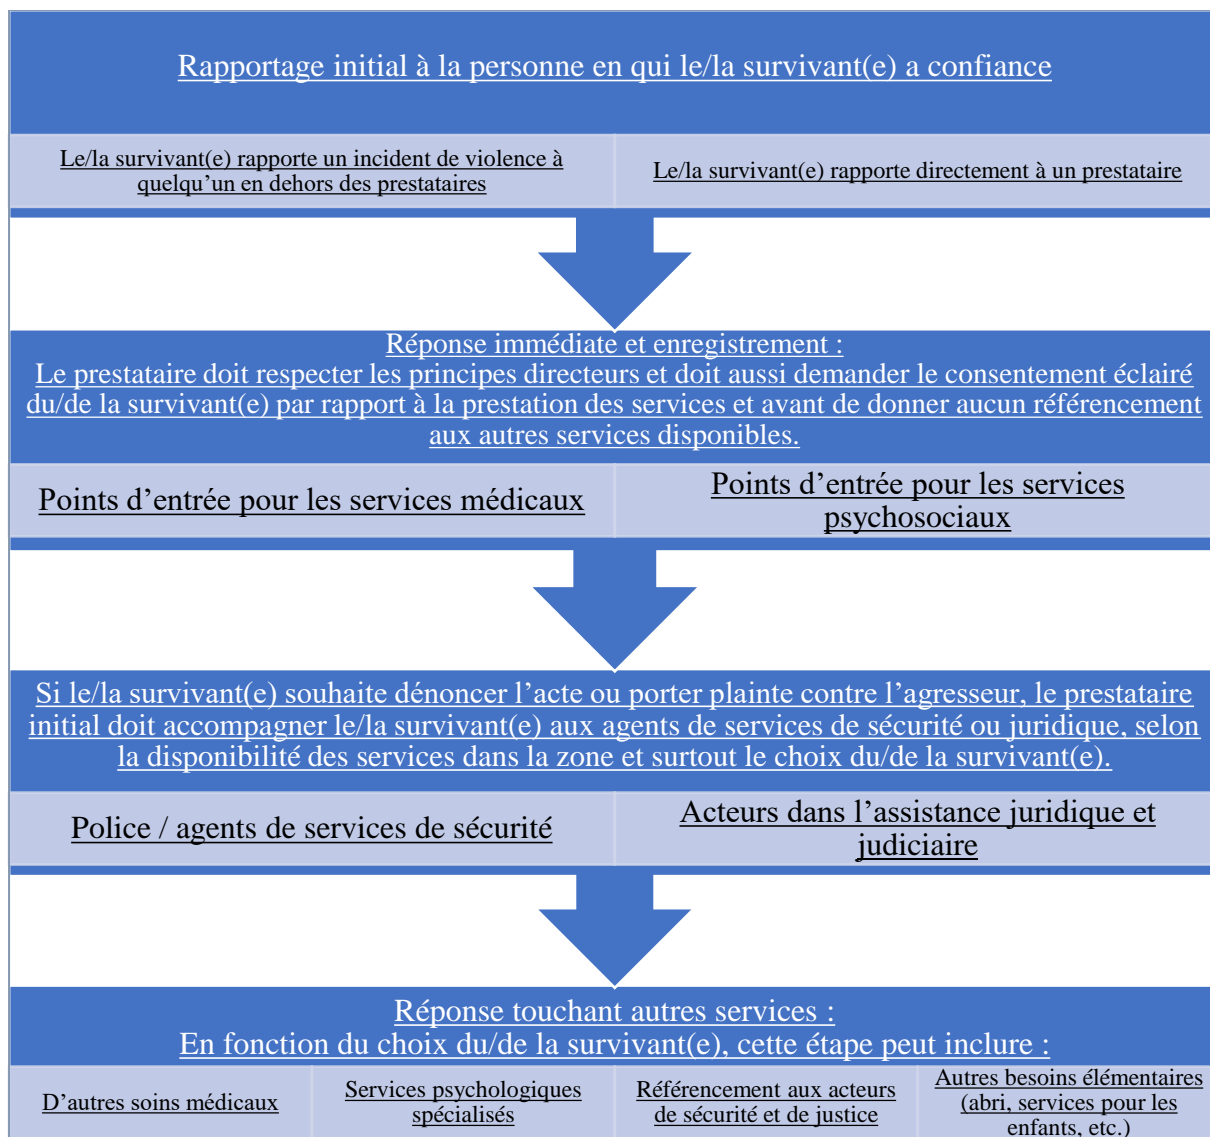 Rapportage initial à la personne en qui le/la survivant(e) a confiance
Le/la survivant(e) rapporte un incident de violence à
quelqu’un en dehors des prestataires
Le/la survivant(e) rapporte directement à un prestataire
Réponse immédiate et enregistrement :
Le prestataire doit respecter les principes directeurs et doit aussi demander le consentement éclairé
du/de la survivant(e) par rapport à la prestation des services et avant de donner aucun référencement
aux autres services disponibles.
Points d’entrée pour les services médicaux
Points d’entrée pour les services
psychosociaux
Si le/la survivant(e) souhaite dénoncer l’acte ou porter plainte contre l’agresseur, le prestataire
initial doit accompagner le/la survivant(e) aux agents de services de sécurité ou juridique, selon
la disponibilité des services dans la zone et surtout le choix du/de la survivant(e).
Police / agents de services de sécurité
Acteurs dans l’assistance juridique et
judiciaire
Réponse touchant autres services :
En fonction du choix du/de la survivant(e), cette étape peut inclure :
D’autres soins médicaux
Services psychologiques
spécialisés
Référencement aux acteurs
de sécurité et de justice
Autres besoins élémentaires
(abri, services pour les
enfants, etc.)